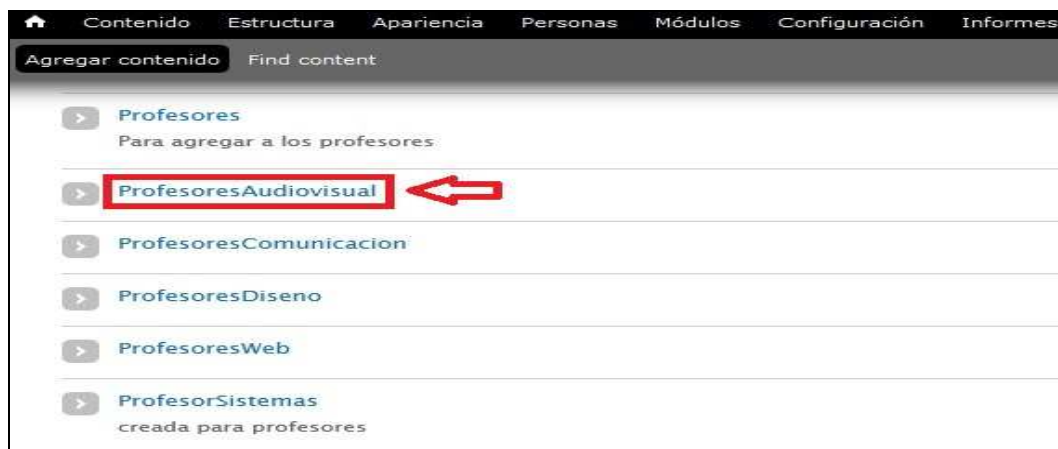 Contenido Estructura Apariencia Personas Módulos Configuración Informes
Agregar contenido Find content
Profesores
Para agregar a los profesores
ProfesoresAudiovisual
ProfesoresComunicacion
ProfesoresDiseno
ProfesoresWeb
ProfesorSistemas
creada para profesores